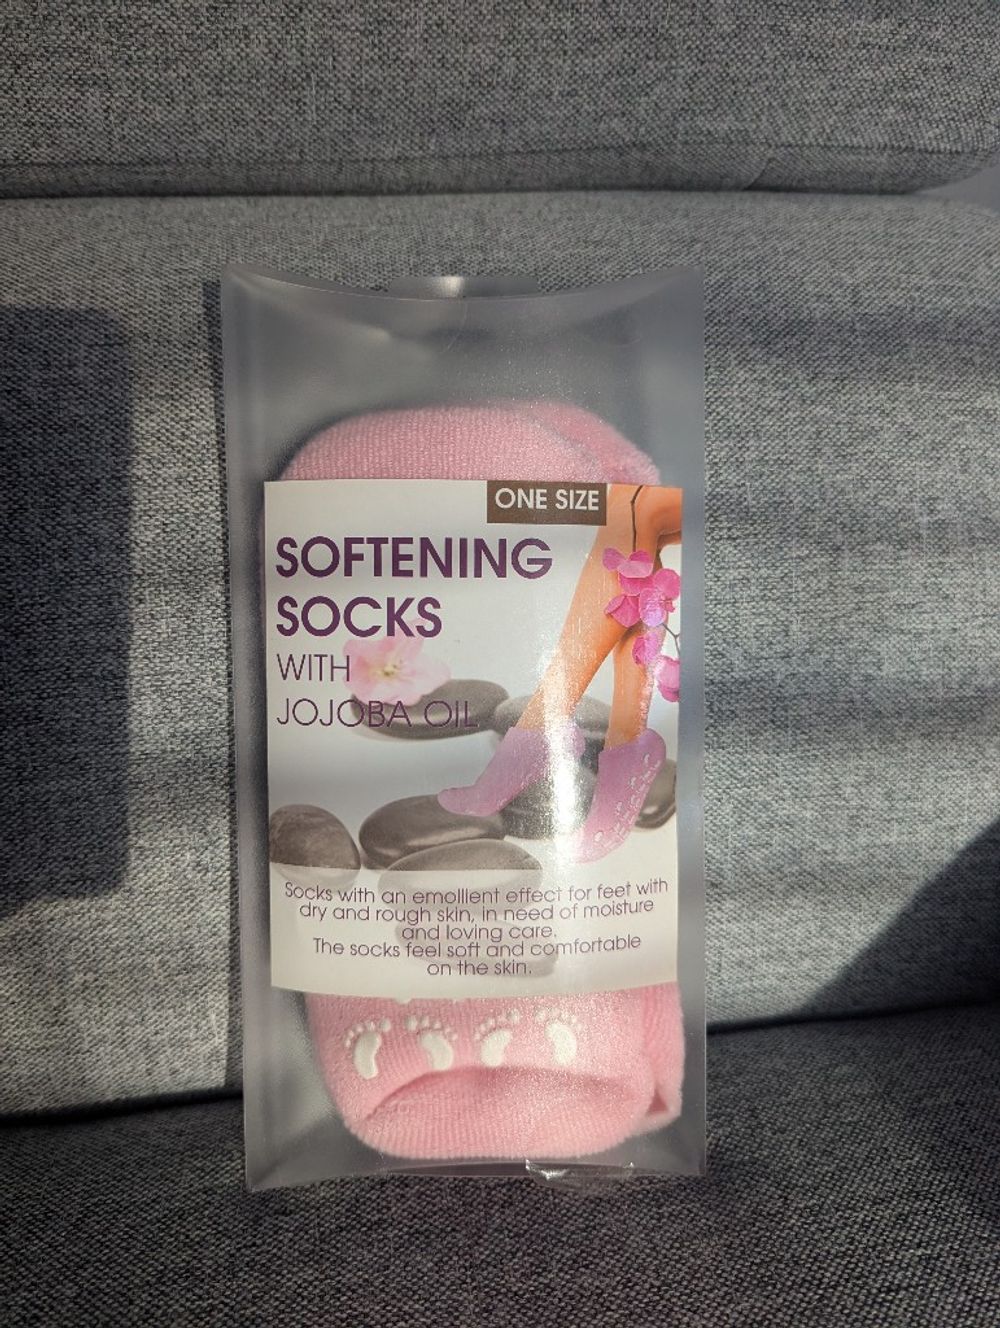 ONE SIZE
SOFTENING
SOCKS
WITH
JOJOBA OIL
Socks with an emollient effect for feet with
dry and rough skin, in need of moisture
and loving care.
The socks feel soft and comfortable
on the skin.